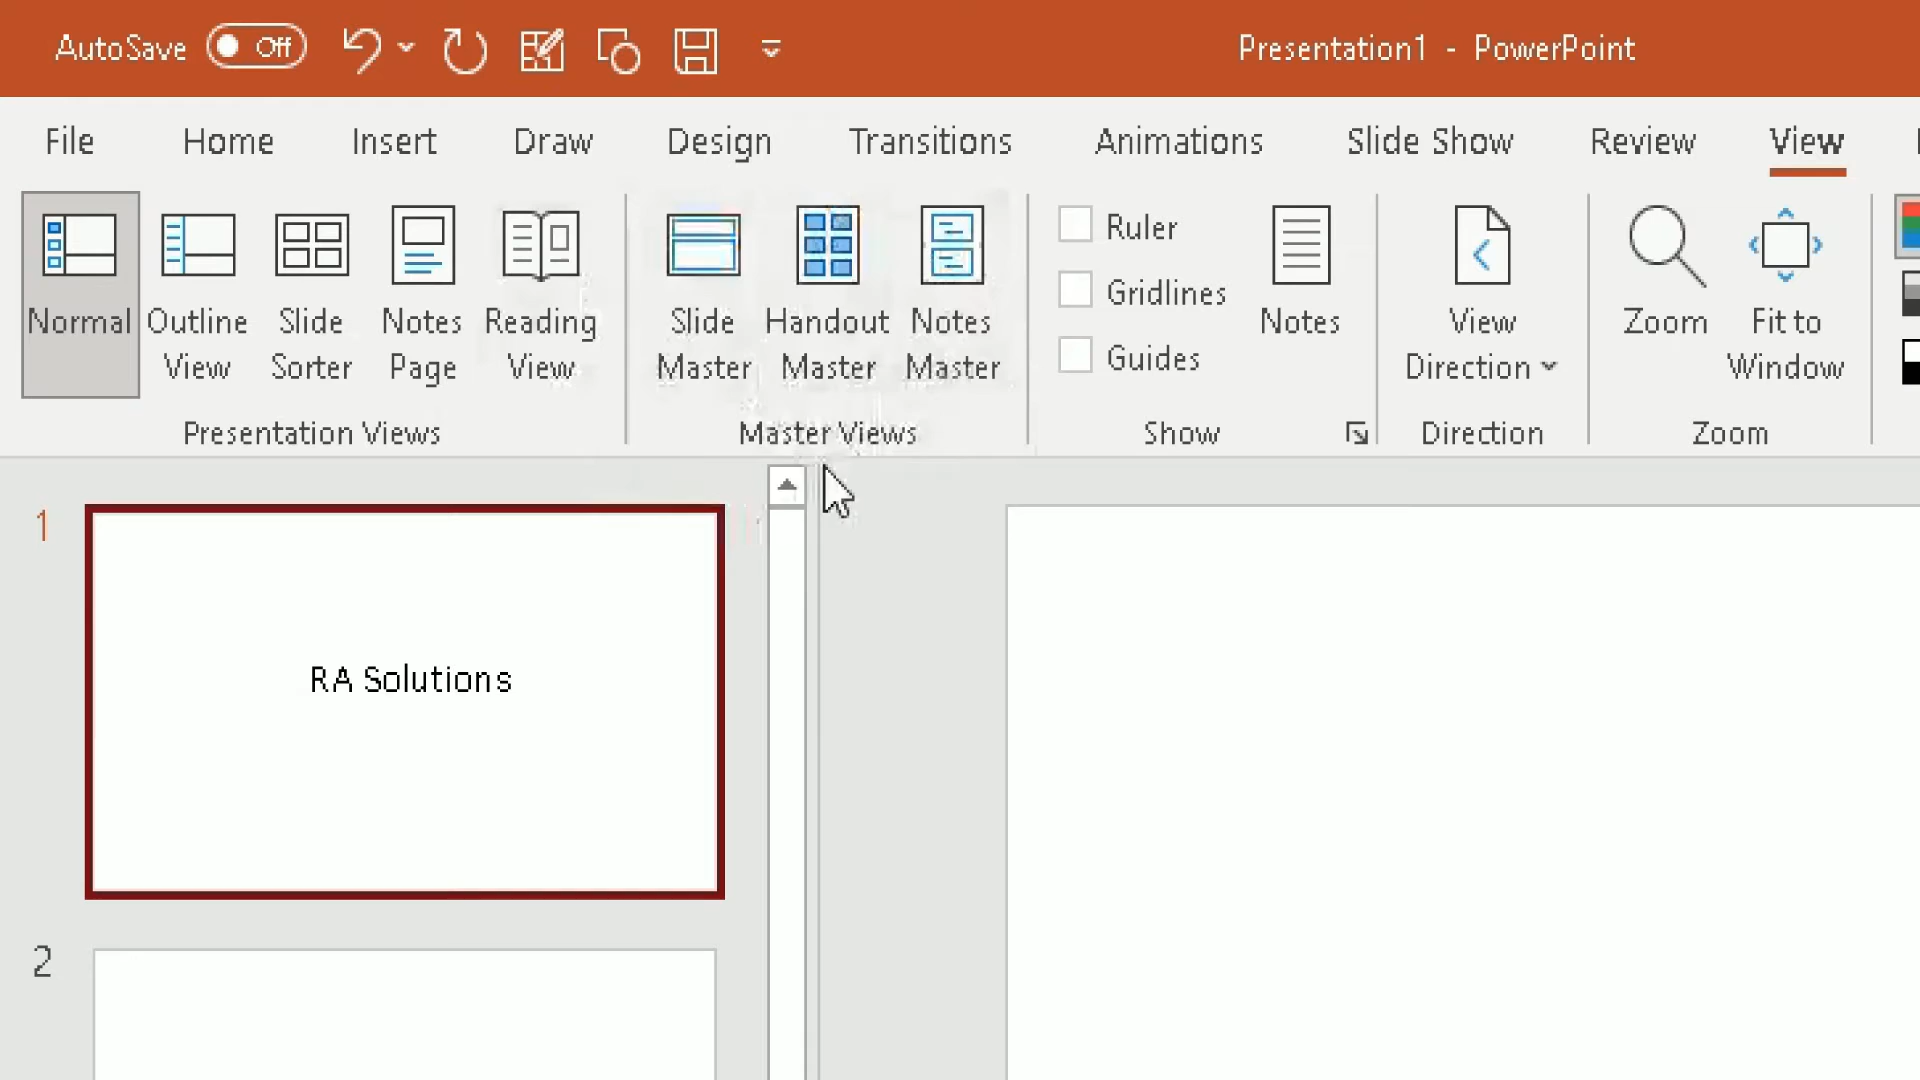 AutoSave Off
Presentation1 - PowerPoint
File Home Insert Draw Design Transitions Animations Slide Show Review View
Normal
Outline View
Slide Sorter
Notes Page
Reading View
Slide Master
Handout Master
Notes Master
Ruler
Gridlines
Guides
Notes
View Direction
Zoom
Fit to Window
Presentation Views
Master Views
Show
Direction
Zoom
1
RA Solutions
2